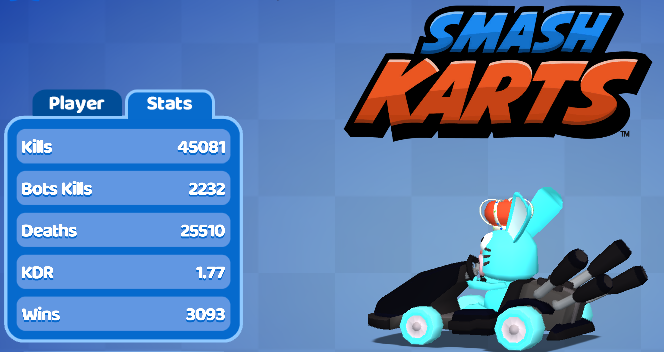 SMASH
KARTS
TM
Player Stats
Kills 45081
Bots Kills 2232
Deaths 25510
KDR 1.77
Wins 3093